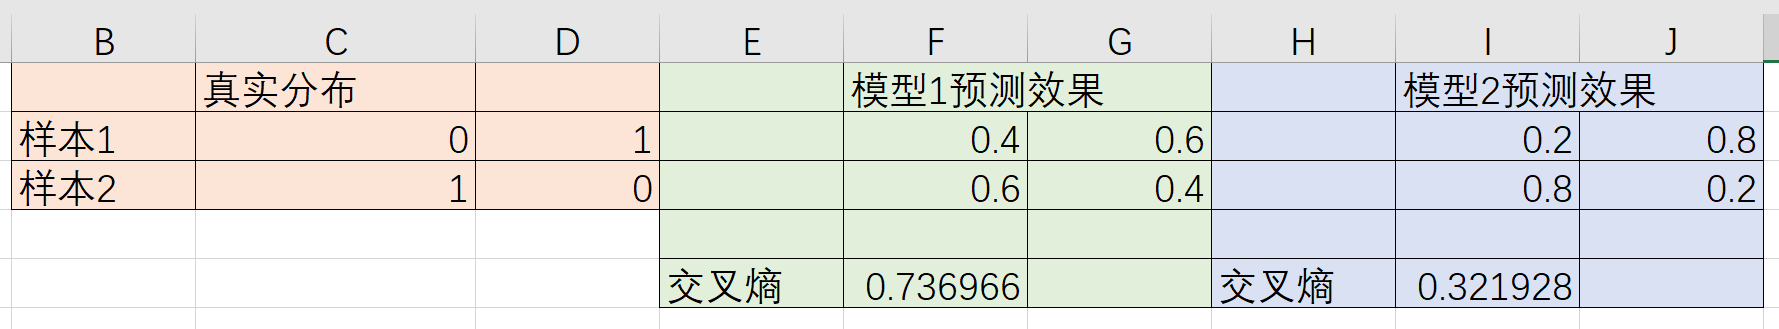 B C D E F G H I J
真实分布 模型1预测效果 模型2预测效果
样本1 0 1 0.4 0.6 0.2 0.8
样本2 1 0 0.6 0.4 0.8 0.2
交叉熵 0.736966 交叉熵 0.321928